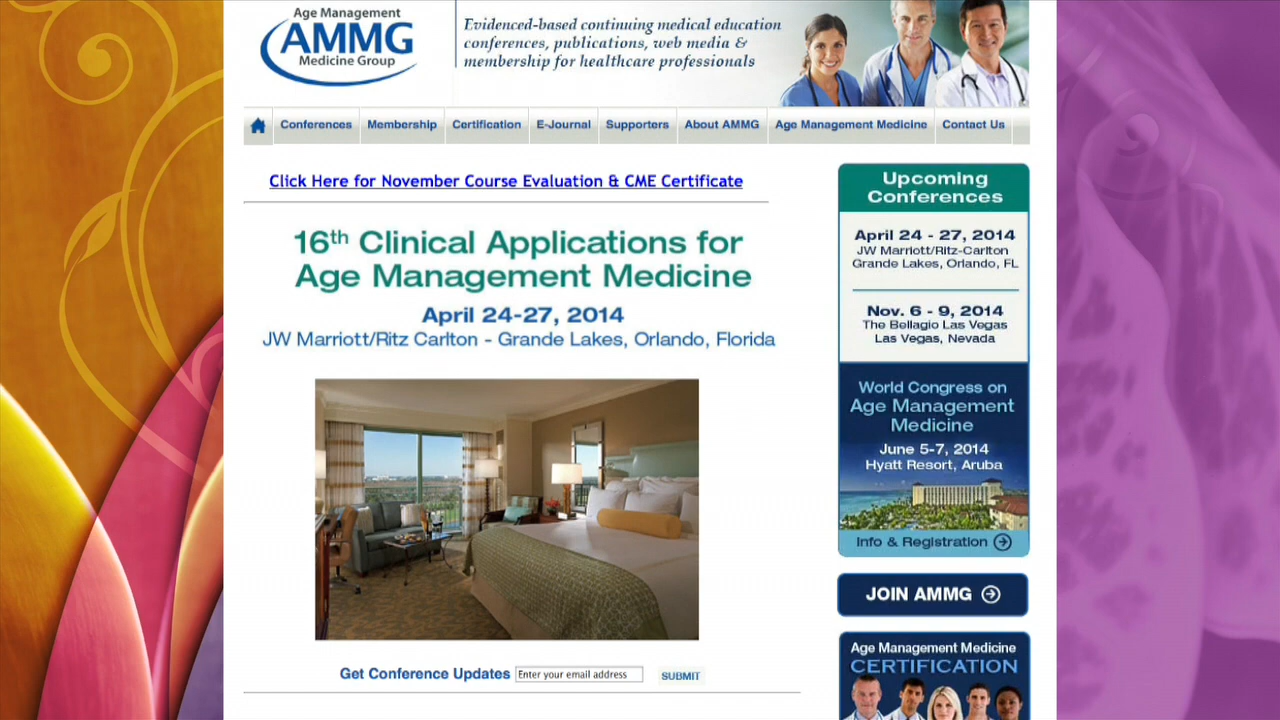 Age Management
AMMG
Medicine Group
Evidenced-based continuing medical education
conferences, publications, web media &
membership for healthcare professionals
Conferences
Membership
Certification
E-Journal
Supporters
About AMMG
Age Management Medicine
Contact Us
Click Here for November Course Evaluation & CME Certificate
16th Clinical Applications for
Age Management Medicine
April 24-27, 2014
JW Marriott/Ritz Carlton - Grande Lakes, Orlando, Florida
Get Conference Updates
Enter your email address
SUBMIT
Upcoming
Conferences
April 24 - 27, 2014
JW Marriott/Ritz-Carlton
Grande Lakes, Orlando, FL
Nov. 6 - 9, 2014
The Bellagio Las Vegas
Las Vegas, Nevada
World Congress on
Age Management
Medicine
June 5-7, 2014
Hyatt Resort, Aruba
Info & Registration
JOIN AMMG
Age Management Medicine
CERTIFICATION